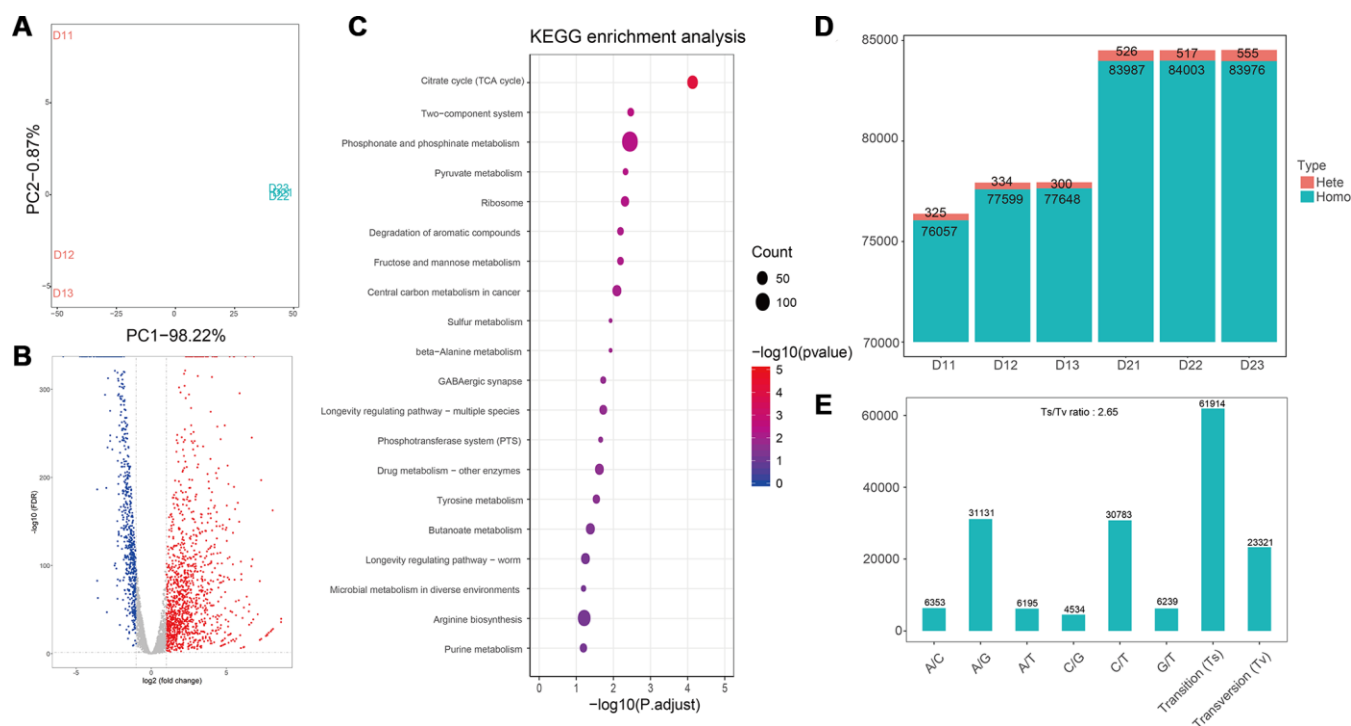 A
D11
5
PC2−0.87%
0
D23
D22
D12
D13
−5
−50
−25
0
25
50
PC1−98.22%
B
300
200
-log10 (FDR)
100
0
0
5
log2 (fold change)
C
KEGG enrichment analysis
Citrate cycle (TCA cycle)
Two−component system
Phosphonate and phosphinate metabolism
Pyruvate metabolism
Ribosome
Degradation of aromatic compounds
Fructose and mannose metabolism
Central carbon metabolism in cancer
Sulfur metabolism
beta−Alanine metabolism
GABAergic synapse
Longevity regulating pathway − multiple species
Phosphotransferase system (PTS)
Drug metabolism − other enzymes
Tyrosine metabolism
Butanoate metabolism
Longevity regulating pathway − worm
Microbial metabolism in diverse environments
Arginine biosynthesis
Purine metabolism
0 1 2 3 4 5
−log10(P.adjust)
Count
50
100
−log10(pvalue)
5
4
3
2
1
0
D
85000
80000
75000
70000
325
76057
334
77599
300
77648
526
83987
517
84003
555
83976
D11 D12 D13 D21 D22 D23
Type
Hete
Homo
E
Ts/Tv ratio : 2.65
60000
40000
20000
0
6353
31131
6195
4534
30783
6239
61914
23321
A/C
A/G
A/T
C/G
C/T
G/T
Transition (Ts)
Transversion (Tv)